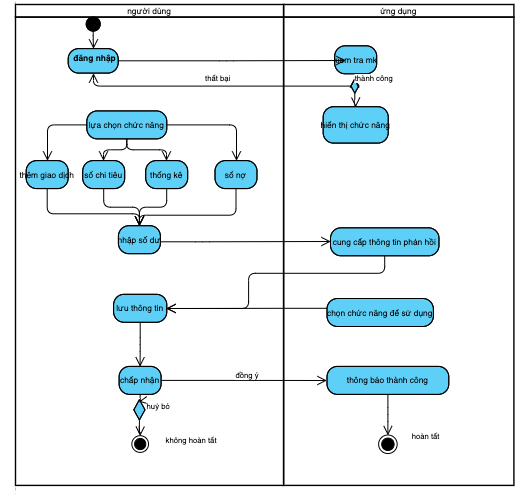 người dùng
ứng dụng
đăng nhập
kiểm tra mk
thất bại
thành công
hiển thị chức năng
lựa chọn chức năng
thêm giao dịch
sổ chi tiêu
thống kê
sổ nợ
nhập số dư
cung cấp thông tin phản hồi
lưu thông tin
chọn chức năng để sử dụng
chấp nhận
đồng ý
thông báo thành công
huỷ bỏ
không hoàn tất
hoàn tất